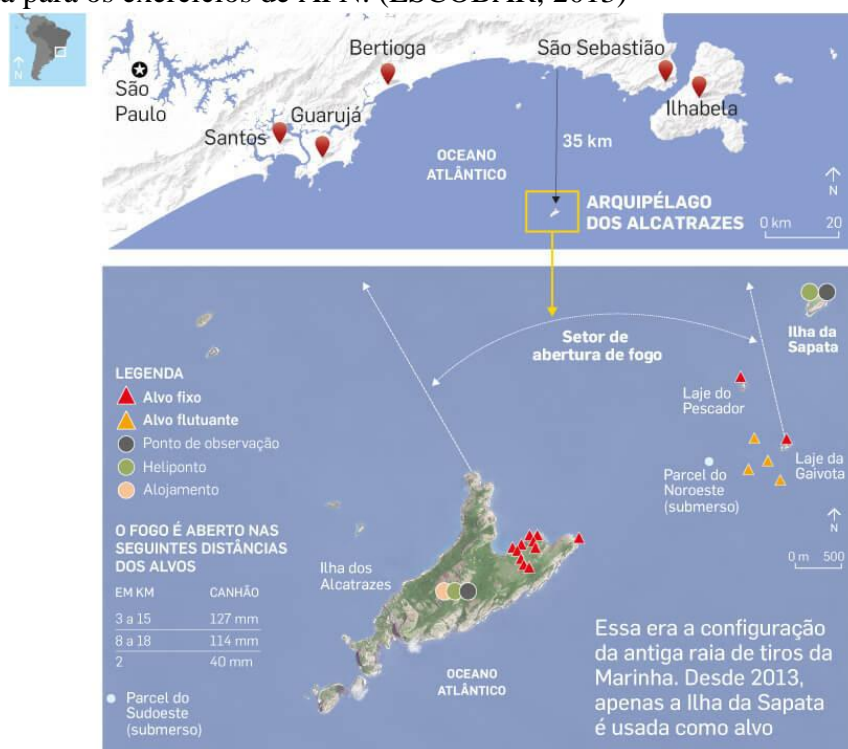 a para os exercícios de AFN. (ESCOBAR, 2013)
N
São
Paulo
Santos
Guarujá
Bertioga
São Sebastião
Ilhabela
OCEANO
ATLÂNTICO
35 km
N
ARQUIPÉLAGO
DOS ALCATRAZES
0 km 20
Setor de
abertura de fogo
Ilha da
Sapata
Laje do
Pescador
Laje da
Gaivota
Parcel do
Noroeste
(submerso)
N
0 m 500
LEGENDA
Alvo fixo
Alvo flutuante
Ponto de observação
Heliponto
Alojamento
O FOGO É ABERTO NAS
SEGUINTES DISTÂNCIAS
DOS ALVOS
EM KM CANHÃO
3 a 15 127 mm
8 a 18 114 mm
2 40 mm
Ilha dos
Alcatrazes
Parcel do
Sudoeste
(submerso)
OCEANO
ATLÂNTICO
Essa era a configuração
da antiga raia de tiros da
Marinha. Desde 2013,
apenas a Ilha da Sapata
é usada como alvo